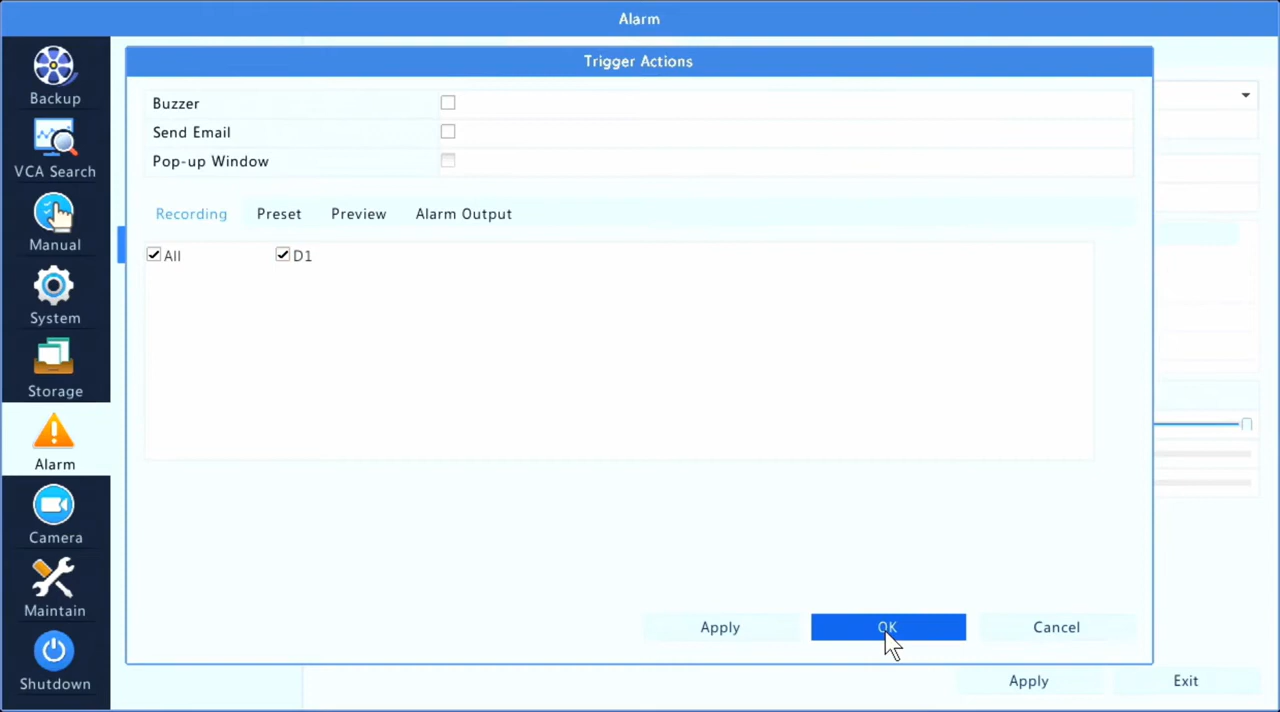 Alarm
Trigger Actions
Backup
VCA Search
Manual
System
Storage
Alarm
Camera
Maintain
Shutdown
Buzzer
Send Email
Pop-up Window
Recording Preset Preview Alarm Output
All D1
Apply OK Cancel
Apply Exit